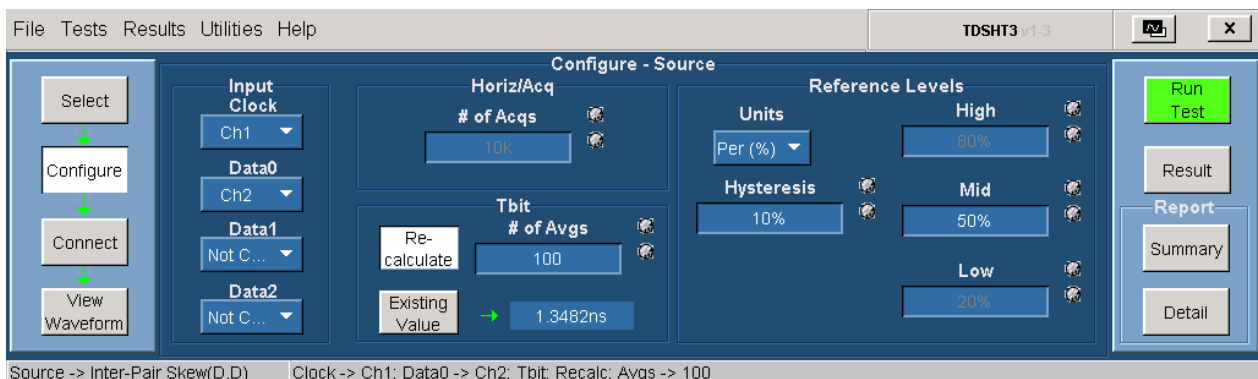 File Tests Results Utilities Help
TDSHT3 v1-3
x
Select
Configure
Connect
View
Waveform
Configure - Source
Input
Clock
Ch1
Data0
Ch2
Data1
Not C...
Data2
Not C...
Horiz/Acq
# of Acqs
10k
Tbit
Re-
calculate
# of Avgs
100
Existing
Value
1.3482ns
Reference Levels
Units
Per (%)
Hysteresis
10%
High
80%
Mid
50%
Low
20%
Run
Test
Result
Report
Summary
Detail
Source -> Inter-Pair Skew(D,D) Clock -> Ch1; Data0 -> Ch2; Tbit: Recalc; Avgs -> 100